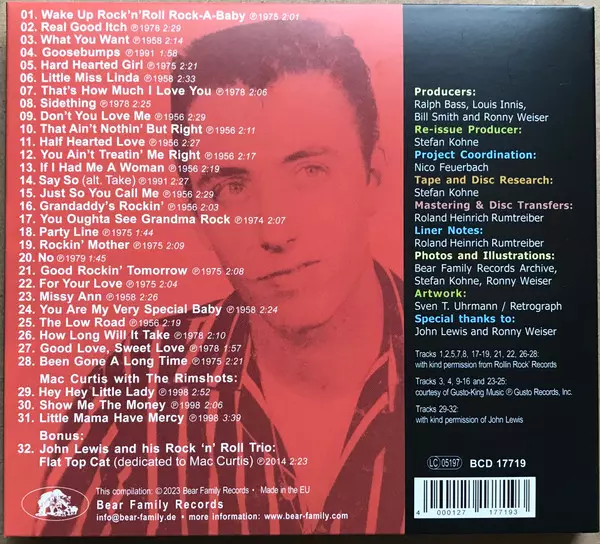 01. Wake Up Rock'n'Roll Rock-A-Baby ℗1975 2:01
02. Real Good Itch ℗1978 2:29
03. What You Want ℗1958 2:14
04. Goosebumps ℗1991 1:58
05. Hard Hearted Girl ℗1975 2:21
06. Little Miss Linda ℗1958 2:33
07. That's How Much I Love You ℗1978 2:06
08. Sidething ℗1978 2:25
09. Don't You Love Me ℗1956 2:29
10. That Ain't Nothin' But Right ℗1956 2:11
11. Half Hearted Love ℗1956 2:27
12. You Ain't Treatin' Me Right ℗1956 2:11
13. If I Had Me A Woman ℗1956 2:19
14. Say So (alt. Take) ℗1991 2:27
15. Just So You Call Me ℗1956 2:29
16. Grandaddy's Rockin' ℗1956 2:03
17. You Oughta See Grandma Rock ℗1974 2:07
18. Party Line ℗1975 1:44
19. Rockin' Mother ℗1975 2:09
20. No ℗1979 1:45
21. Good Rockin' Tomorrow ℗1975 2:08
22. For Your Love ℗1975 2:04
23. Missy Ann ℗1958 2:26
24. You Are My Very Special Baby ℗1958 2:24
25. The Low Road ℗1956 2:19
26. How Long Will It Take ℗1978 2:10
27. Good Love, Sweet Love ℗1978 1:57
28. Been Gone A Long Time ℗1975 2:21
Mac Curtis with The Rimshots:
29. Hey Hey Little Lady ℗1998 2:52
30. Show Me The Money ℗1998 2:06
31. Little Mama Have Mercy ℗1998 3:39
Bonus:
32. John Lewis and his Rock 'n' Roll Trio:
Flat Top Cat (dedicated to Mac Curtis) ℗2014 2:23
This compilation: ©2023 Bear Family Records • Made in the EU
Bear Family Records
info@bear-family.de • more information: www.bear-family.com
Producers:
Ralph Bass, Louis Innis,
Bill Smith and Ronny Weiser
Re-issue Producer:
Stefan Kohne
Project Coordination:
Nico Feuerbach
Tape and Disc Research:
Stefan Kohne
Mastering & Disc Transfers:
Roland Heinrich Rumtreiber
Liner Notes:
Roland Heinrich Rumtreiber
Photos and Illustrations:
Bear Family Records Archive,
Stefan Kohne, Ronny Weiser
Artwork:
Sven T. Uhrmann / Retrograph
Special thanks to:
John Lewis and Ronny Weiser
Tracks 1,2,5,7,8, 17-19, 21, 22, 26-28:
with kind permission from Rollin Rock' Records
Tracks 3, 4, 9-16 and 23-25:
courtesy of Gusto-King Music ℗ Gusto Records, Inc.
Tracks 29-32:
with kind permission of John Lewis
LC 05197
BCD 17719
4 000127 177193